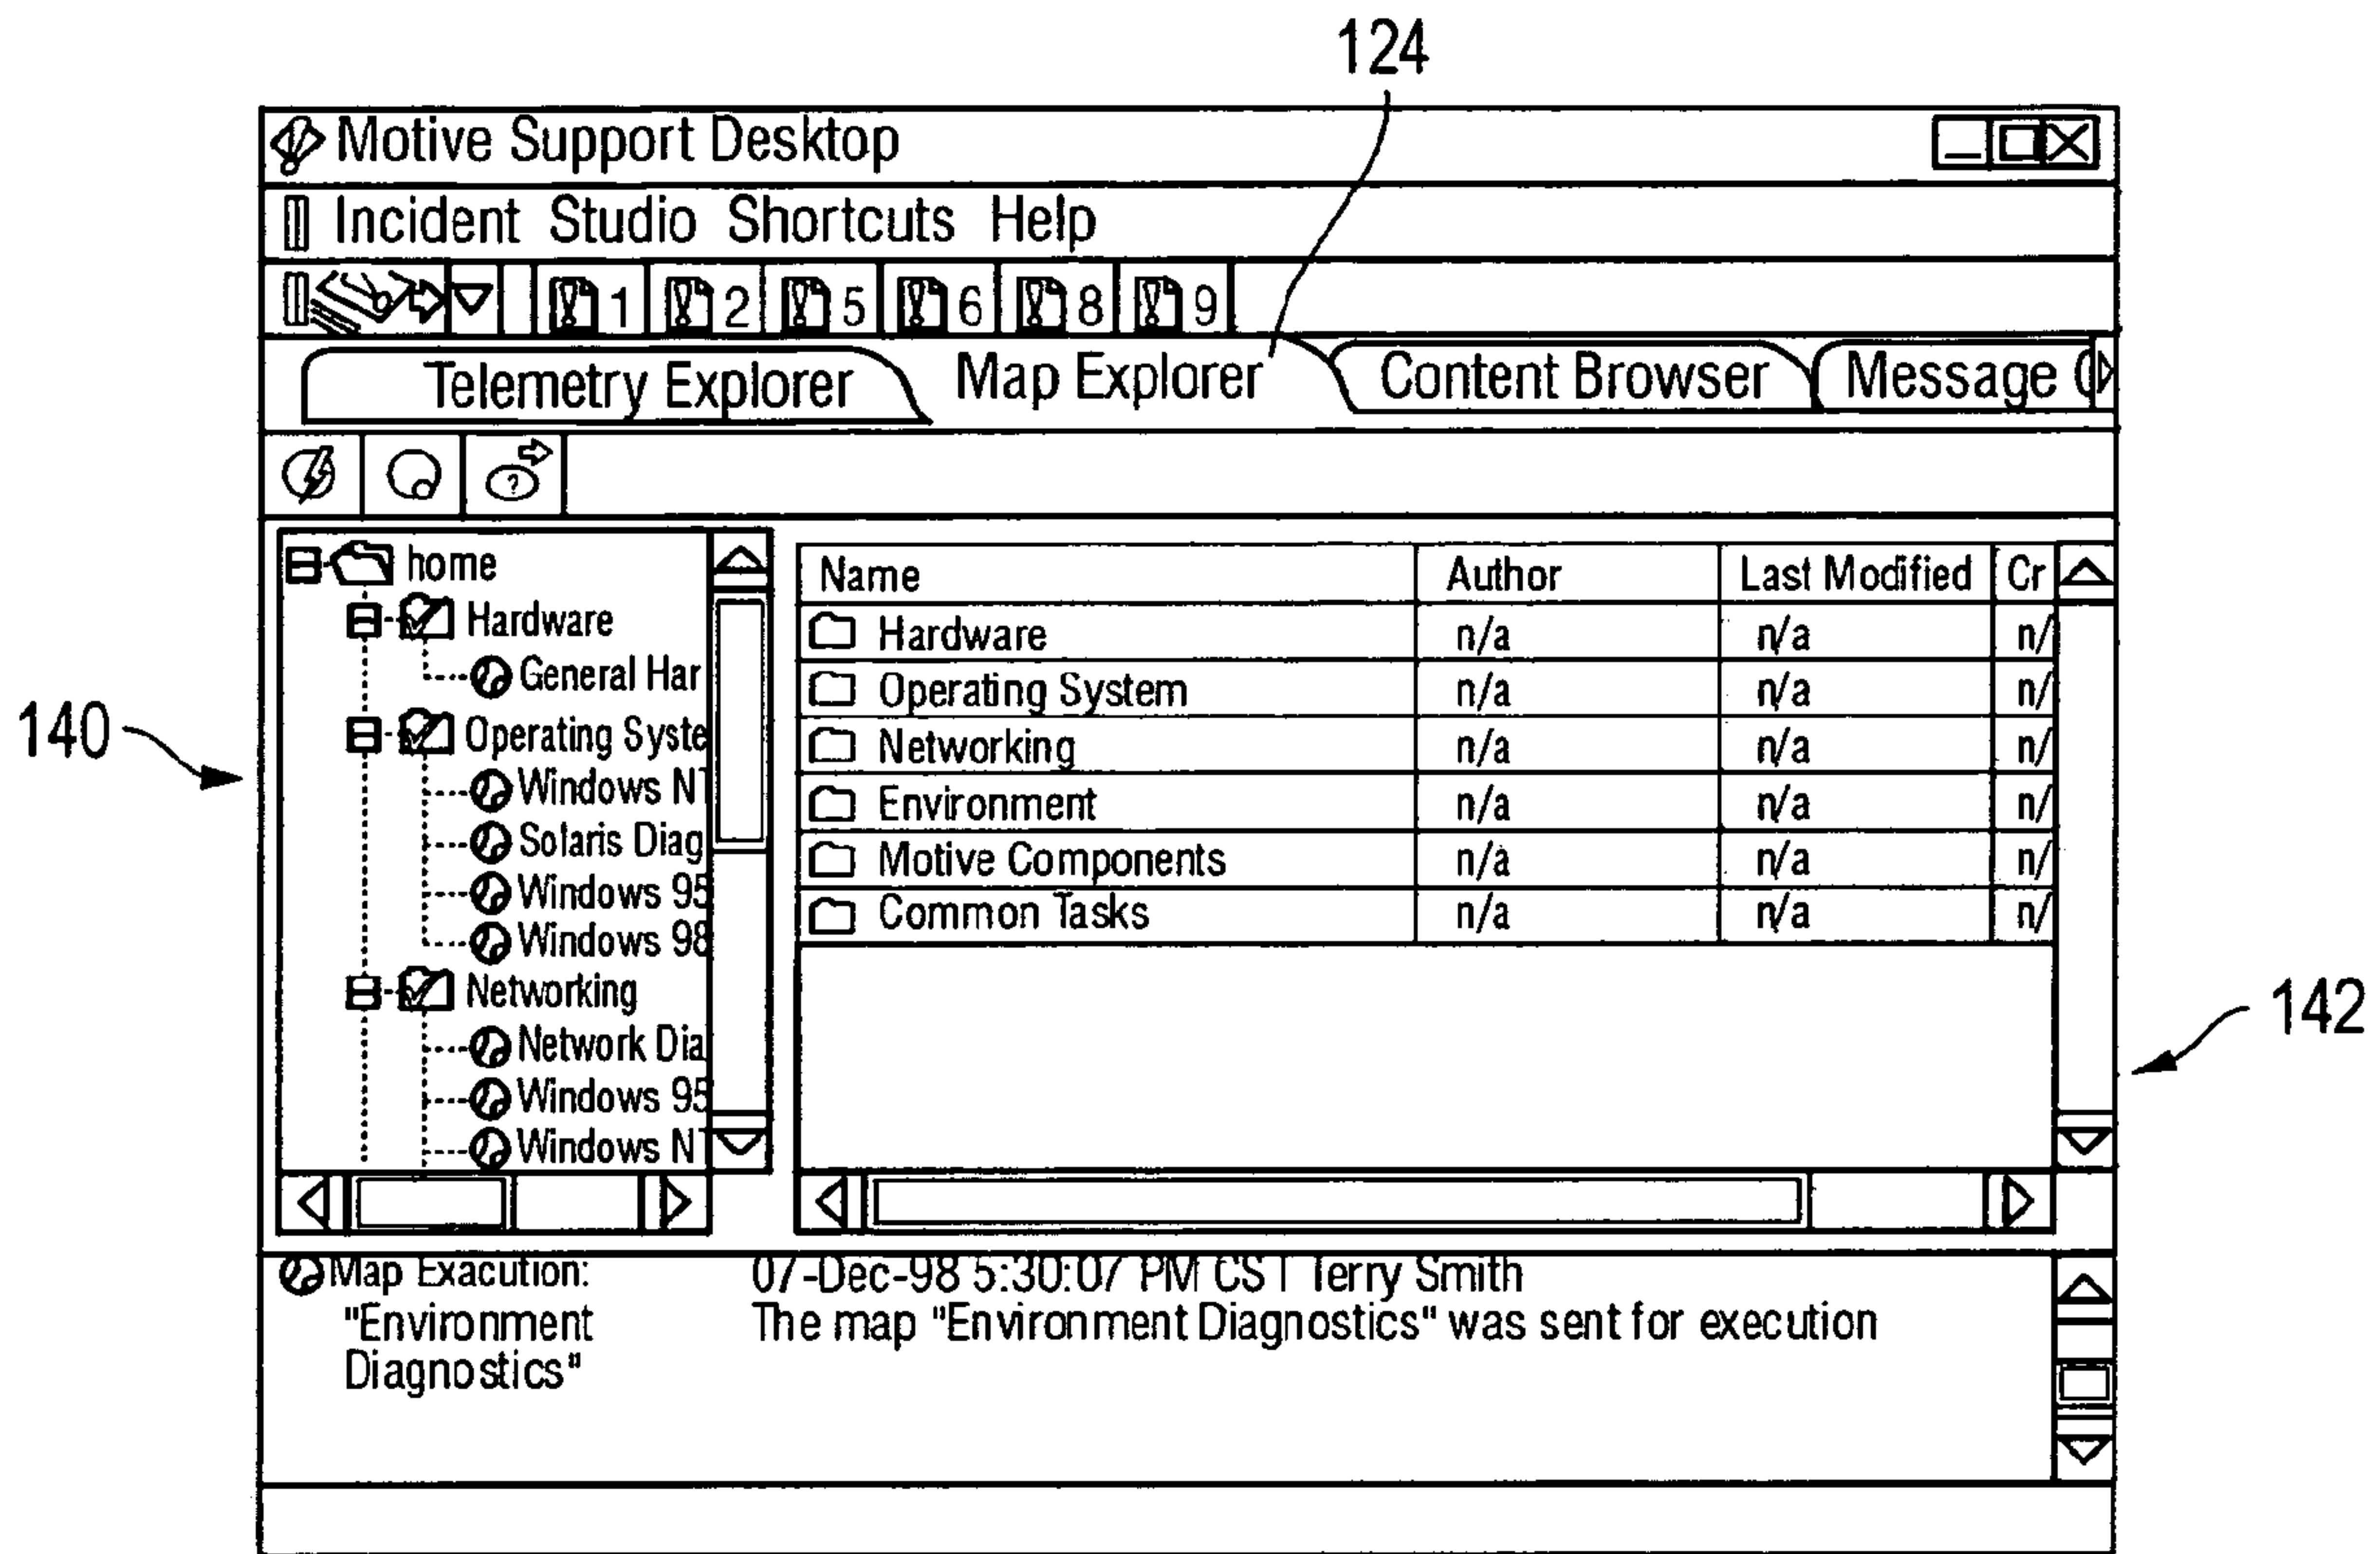 124
Motive Support Desktop
Incident Studio Shortcuts Help
1 2 5 6 8 9
Telemetry Explorer Map Explorer Content Browser Message
?
home
Hardware
General Har
Operating Syste
Windows NT
Solaris Diag
Windows 95
Windows 98
Networking
Network Dia
Windows 95
Windows NT
140
Name Author Last Modified Cr
Hardware n/a n/a n/
Operating System n/a n/a n/
Networking n/a n/a n/
Environment n/a n/a n/
Motive Components n/a n/a n/
Common Tasks n/a n/a n/
142
Map Exacution: 07-Dec-98 5:30:07 PM CST Terry Smith
"Environment The map "Environment Diagnostics" was sent for execution
Diagnostics"